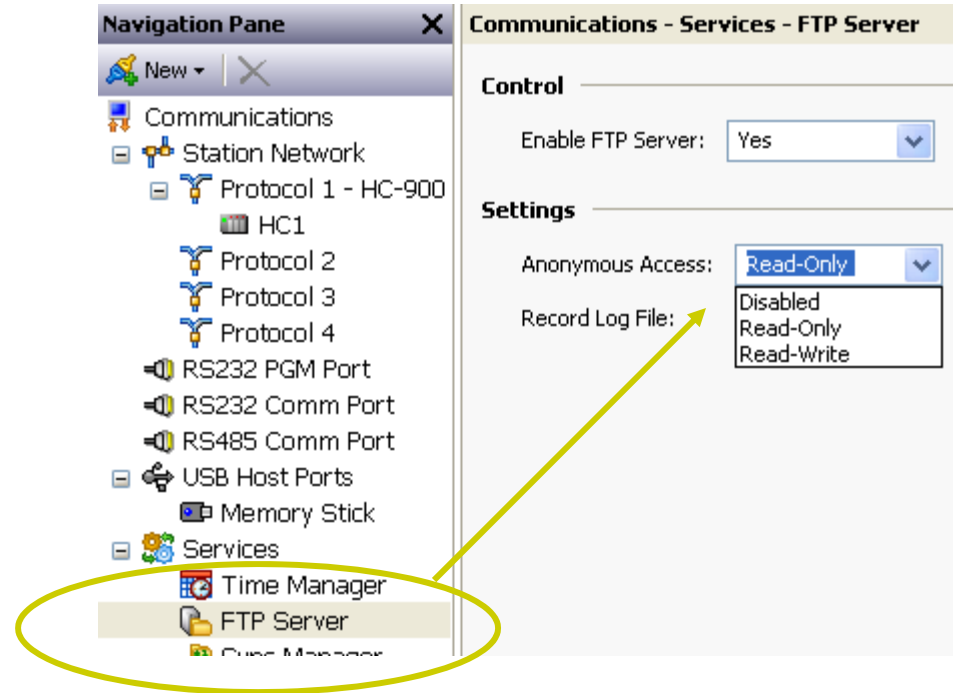 Navigation Pane
New
Communications
Station Network
Protocol 1 - HC-900
HC1
Protocol 2
Protocol 3
Protocol 4
RS232 PGM Port
RS232 Comm Port
RS485 Comm Port
USB Host Ports
Memory Stick
Services
Time Manager
FTP Server
Communications - Services - FTP Server
Control
Enable FTP Server: Yes
Settings
Anonymous Access: Read-Only
Disabled
Record Log File: Read-Only
Read-Write